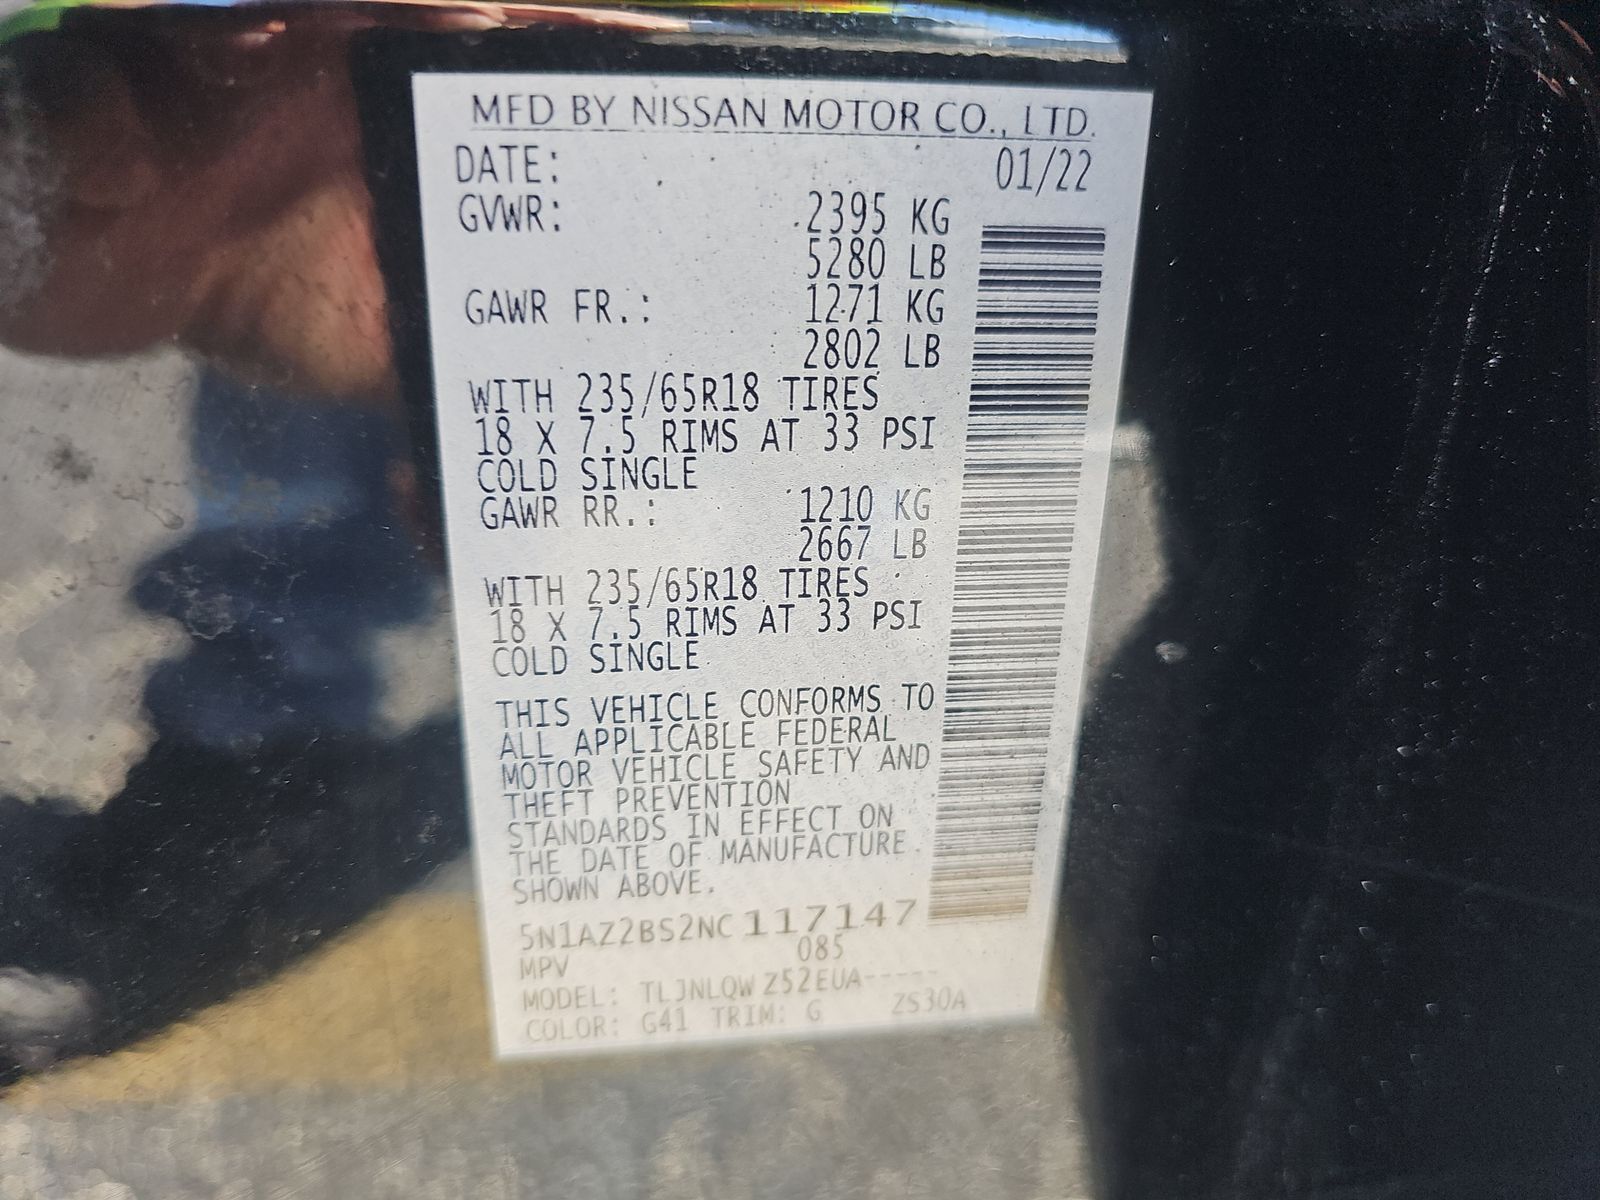 MFD BY NISSAN MOTOR CO., LTD.
DATE: 01/22
GVWR: 2395 KG
5280 LB
GAWR FR.: 1271 KG
2802 LB
WITH 235/65R18 TIRES
18 X 7.5 RIMS AT 33 PSI
COLD SINGLE
GAWR RR.: 1210 KG
2667 LB
WITH 235/65R18 TIRES
18 X 7.5 RIMS AT 33 PSI
COLD SINGLE
THIS VEHICLE CONFORMS TO
ALL APPLICABLE FEDERAL
MOTOR VEHICLE SAFETY AND
THEFT PREVENTION
STANDARDS IN EFFECT ON
THE DATE OF MANUFACTURE
SHOWN ABOVE.
5N1AZ2BS2NC117147
MPV 085
MODEL: TLJNLQWZ52EUA-----
COLOR: G41 TRIM: G ZS30A